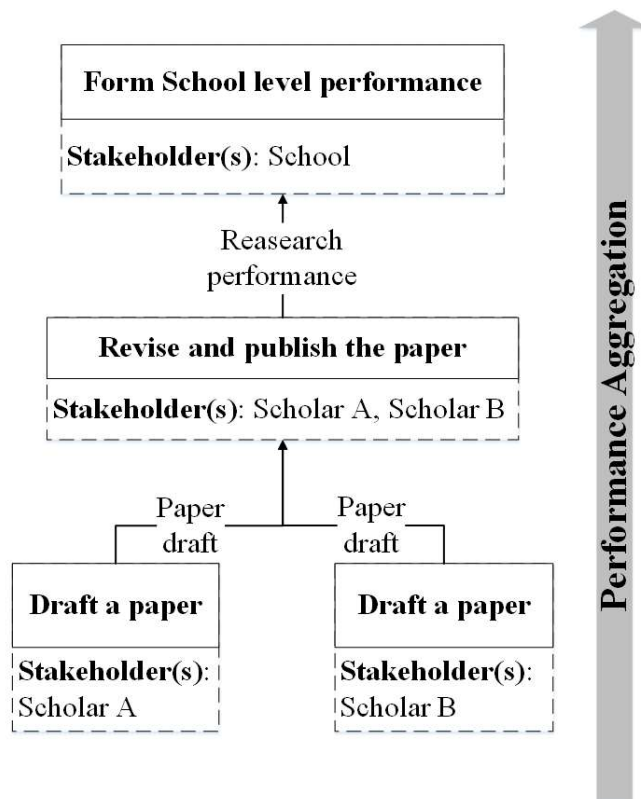 Form School level performance
Stakeholder(s): School
Reasearch
performance
Revise and publish the paper
Stakeholder(s): Scholar A, Scholar B
Paper
draft
Paper
draft
Draft a paper
Stakeholder(s):
Scholar A
Draft a paper
Stakeholder(s):
Scholar B
Performance Aggregation